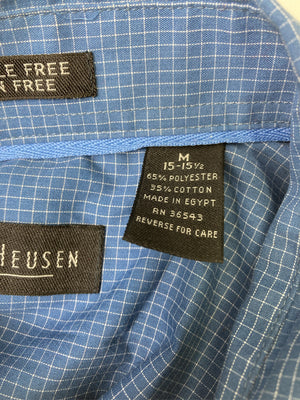 LE FREE
N FREE
HEUSEN
M
15-15½
65% POLYESTER
35% COTTON
MADE IN EGYPT
RN 36543
REVERSE FOR CARE